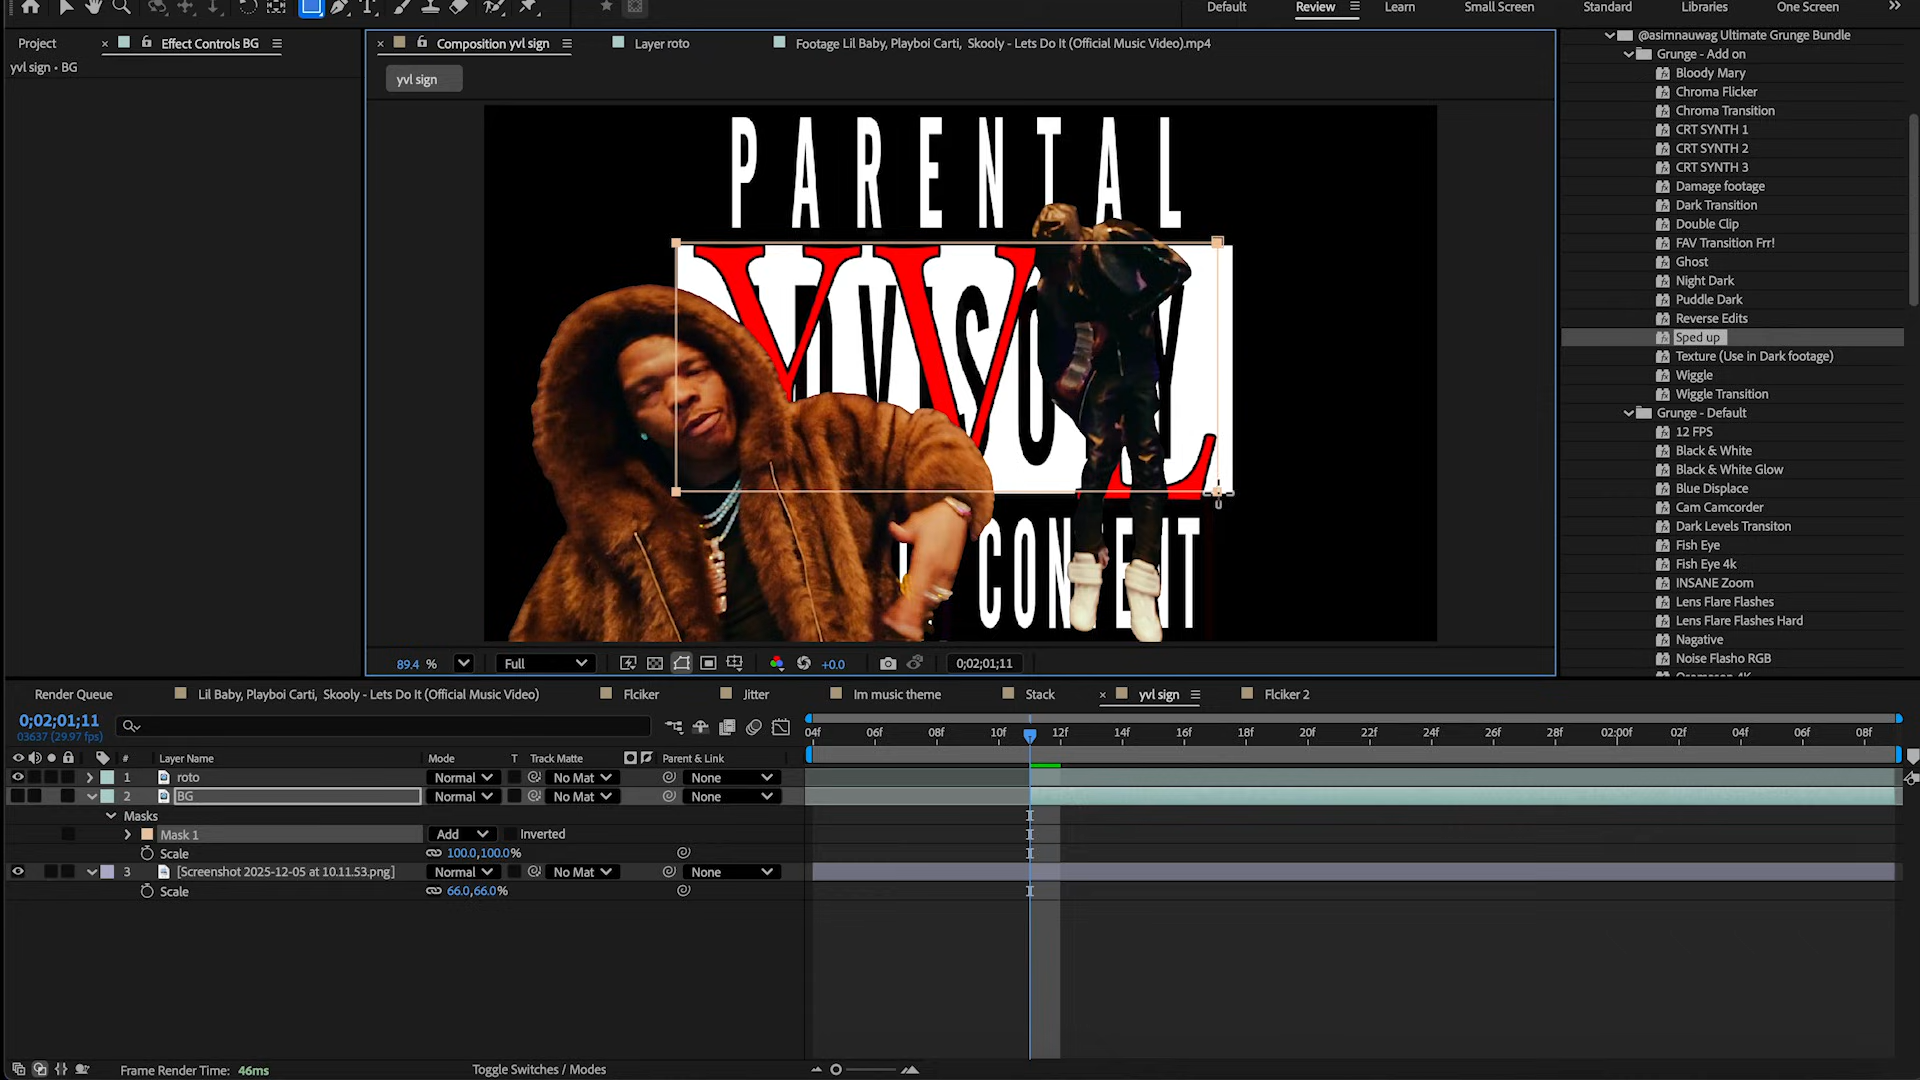 Default
Review
Learn
Small Screen
Standard
Libraries
One Screen
Project
Effect Controls BG
Composition yvl sign
Layer roto
Footage Lil Baby, Playboi Carti, Skooly - Lets Do It (Official Music Video).mp4
yvl sign • BG
yvl sign
PARENTAL
YVL
CONTENT
89.4 %
Full
+0.0
0;02;01;11
@asimnauwag Ultimate Grunge Bundle
Grunge - Add on
Bloody Mary
Chroma Flicker
Chroma Transition
CRT SYNTH 1
CRT SYNTH 2
CRT SYNTH 3
Damage footage
Dark Transition
Double Clip
FAV Transition Frr!
Ghost
Night Dark
Puddle Dark
Reverse Edits
Sped up
Texture (Use in Dark footage)
Wiggle
Wiggle Transition
Grunge - Default
12 FPS
Black & White
Black & White Glow
Blue Displace
Cam Camcorder
Dark Levels Transiton
Fish Eye
Fish Eye 4k
INSANE Zoom
Lens Flare Flashes
Lens Flare Flashes Hard
Nagative
Noise Flasho RGB
Render Queue
Lil Baby, Playboi Carti, Skooly - Lets Do It (Official Music Video)
Flciker
Jitter
Im music theme
Stack
yvl sign
Flciker 2
0;02;01;11
03637 (29.97 fps)
04f 06f 08f 10f 12f 14f 16f 18f 20f 22f 24f 26f 28f 02:00f 02f 04f 06f 08f
# Layer Name Mode T Track Matte Parent & Link
1 roto Normal No Mat None
2 BG Normal No Mat None
Masks
Mask 1 Add Inverted
Scale 100.0,100.0%
3 [Screenshot 2025-12-05 at 10.11.53.png] Normal No Mat None
Scale 66.0,66.0%
Frame Render Time: 46ms
Toggle Switches / Modes